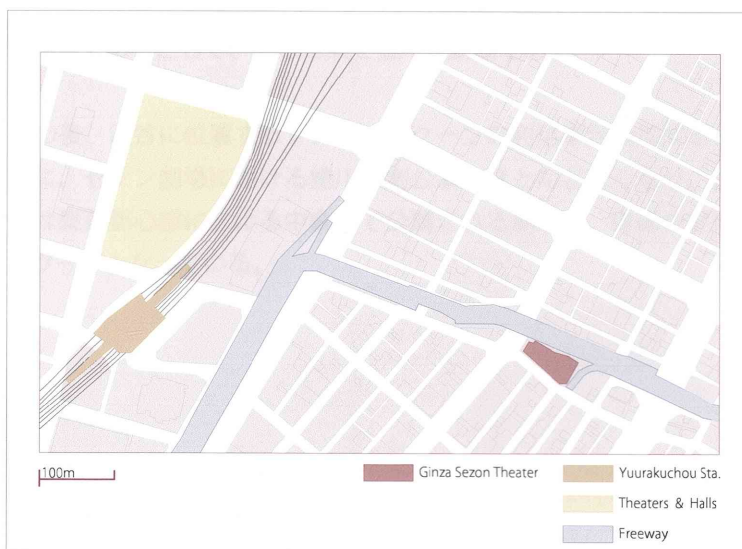 100m
Ginza Sezon Theater
Yuurakuchou Sta.
Theaters & Halls
Freeway